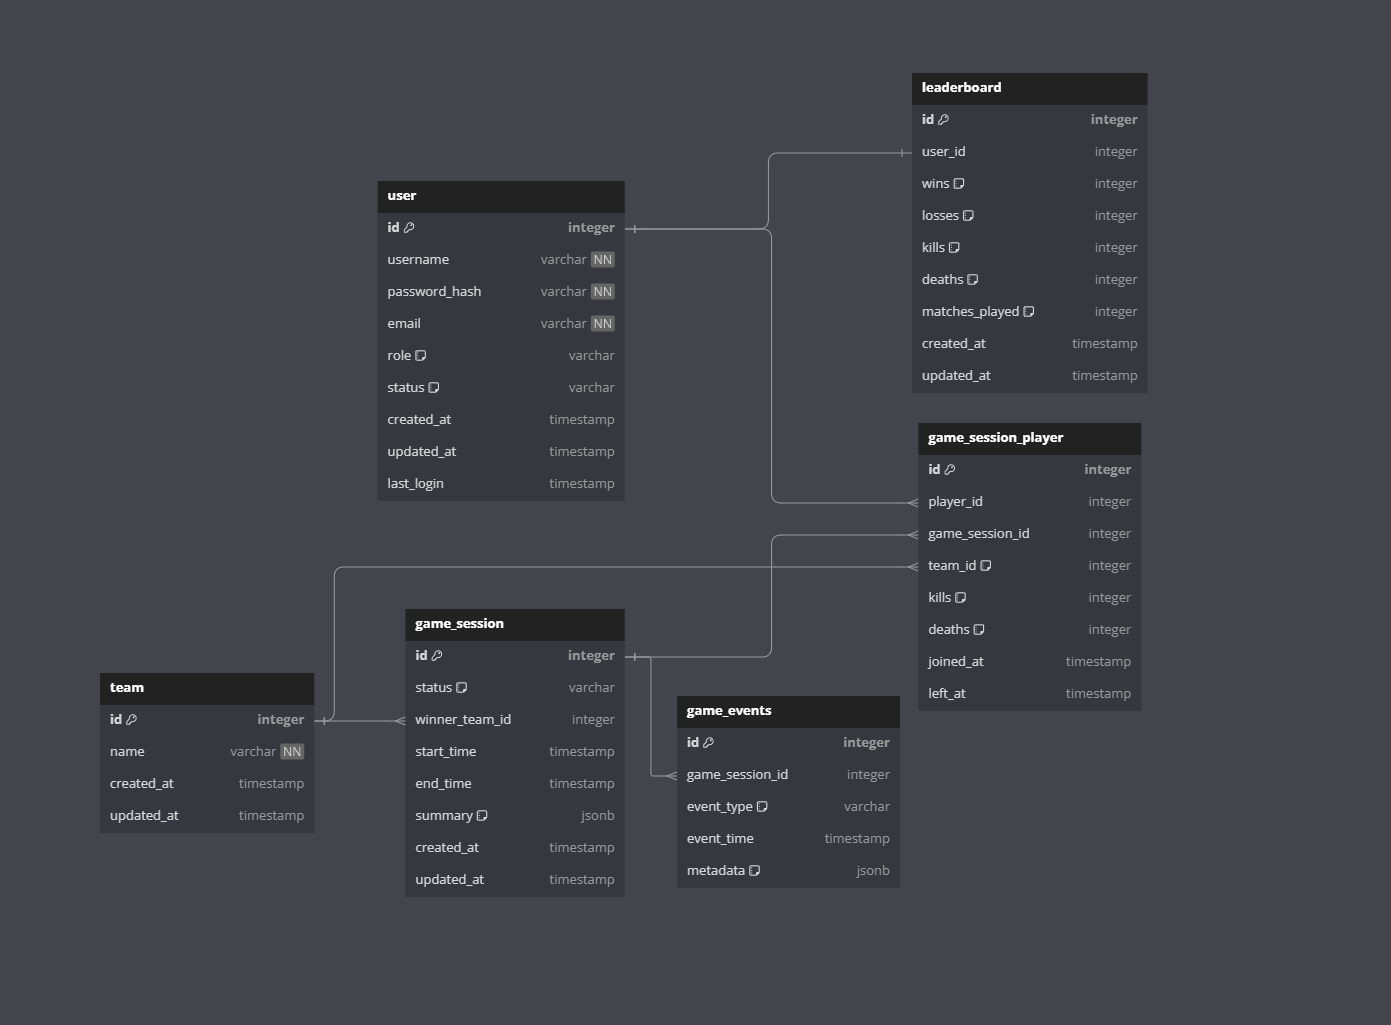 leaderboard
id integer
user_id integer
wins integer
losses integer
kills integer
deaths integer
matches_played integer
created_at timestamp
updated_at timestamp
user
id integer
username varchar NN
password_hash varchar NN
email varchar NN
role varchar
status varchar
created_at timestamp
updated_at timestamp
last_login timestamp
game_session_player
id integer
player_id integer
game_session_id integer
team_id integer
kills integer
deaths integer
joined_at timestamp
left_at timestamp
game_session
id integer
status varchar
winner_team_id integer
start_time timestamp
end_time timestamp
summary jsonb
created_at timestamp
updated_at timestamp
team
id integer
name varchar NN
created_at timestamp
updated_at timestamp
game_events
id integer
game_session_id integer
event_type varchar
event_time timestamp
metadata jsonb